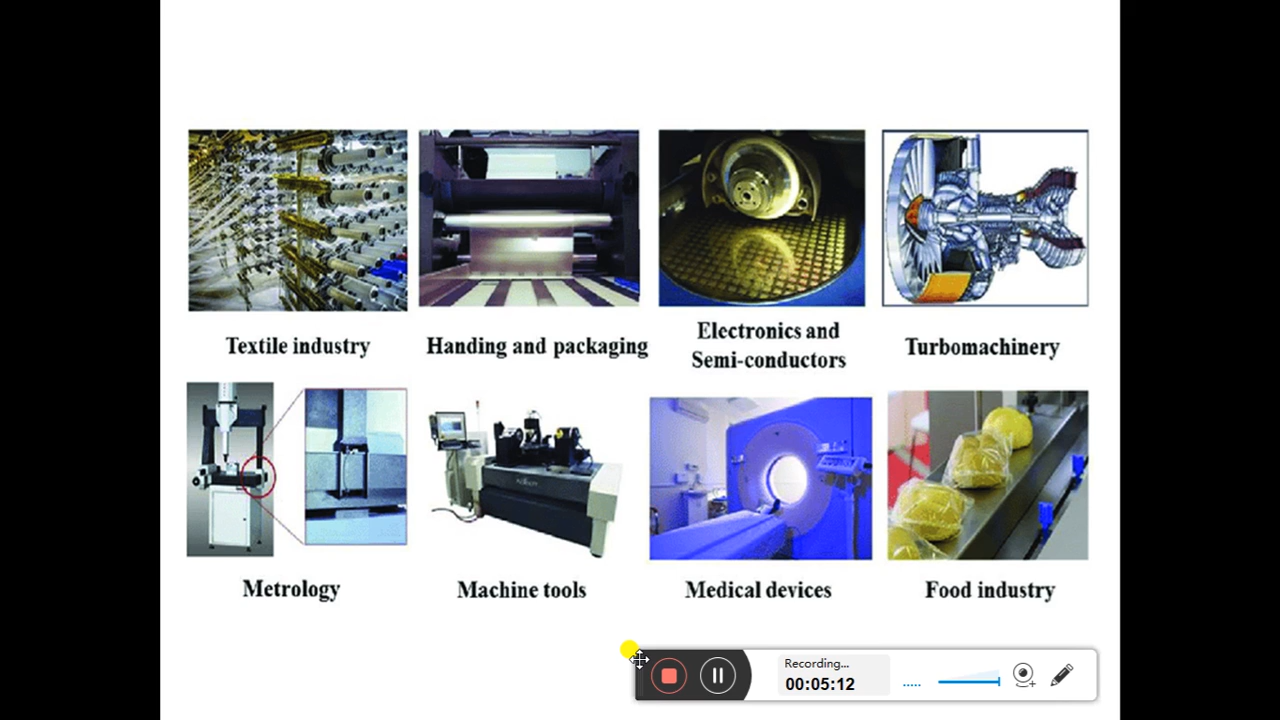 Textile industry
Handing and packaging
Electronics and
Semi-conductors
Turbomachinery
Metrology
Machine tools
Medical devices
Food industry
Recording...
00:05:12